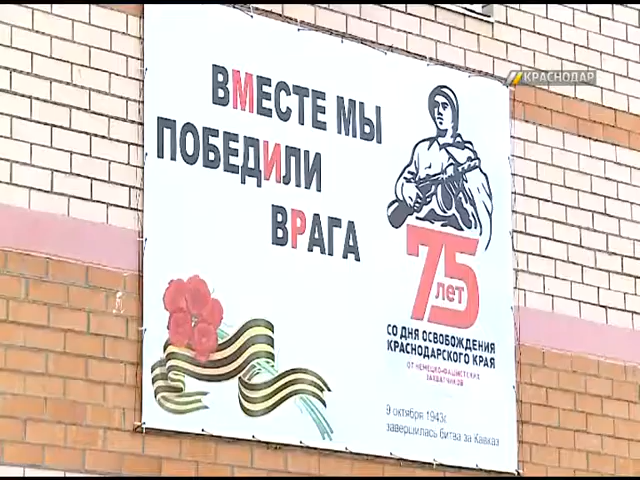 КРАСНОДАР
ВМЕСТЕ МЫ
ПОБЕДИЛИ
ВРАГА
75
лет
СО ДНЯ ОСВОБОЖДЕНИЯ
КРАСНОДАРСКОГО КРАЯ
ОТ НЕМЕЦКО-ФАШИСТСКИХ
ЗАХВАТЧИКОВ
9 октября 1943г.
завершилась битва за Кавказ